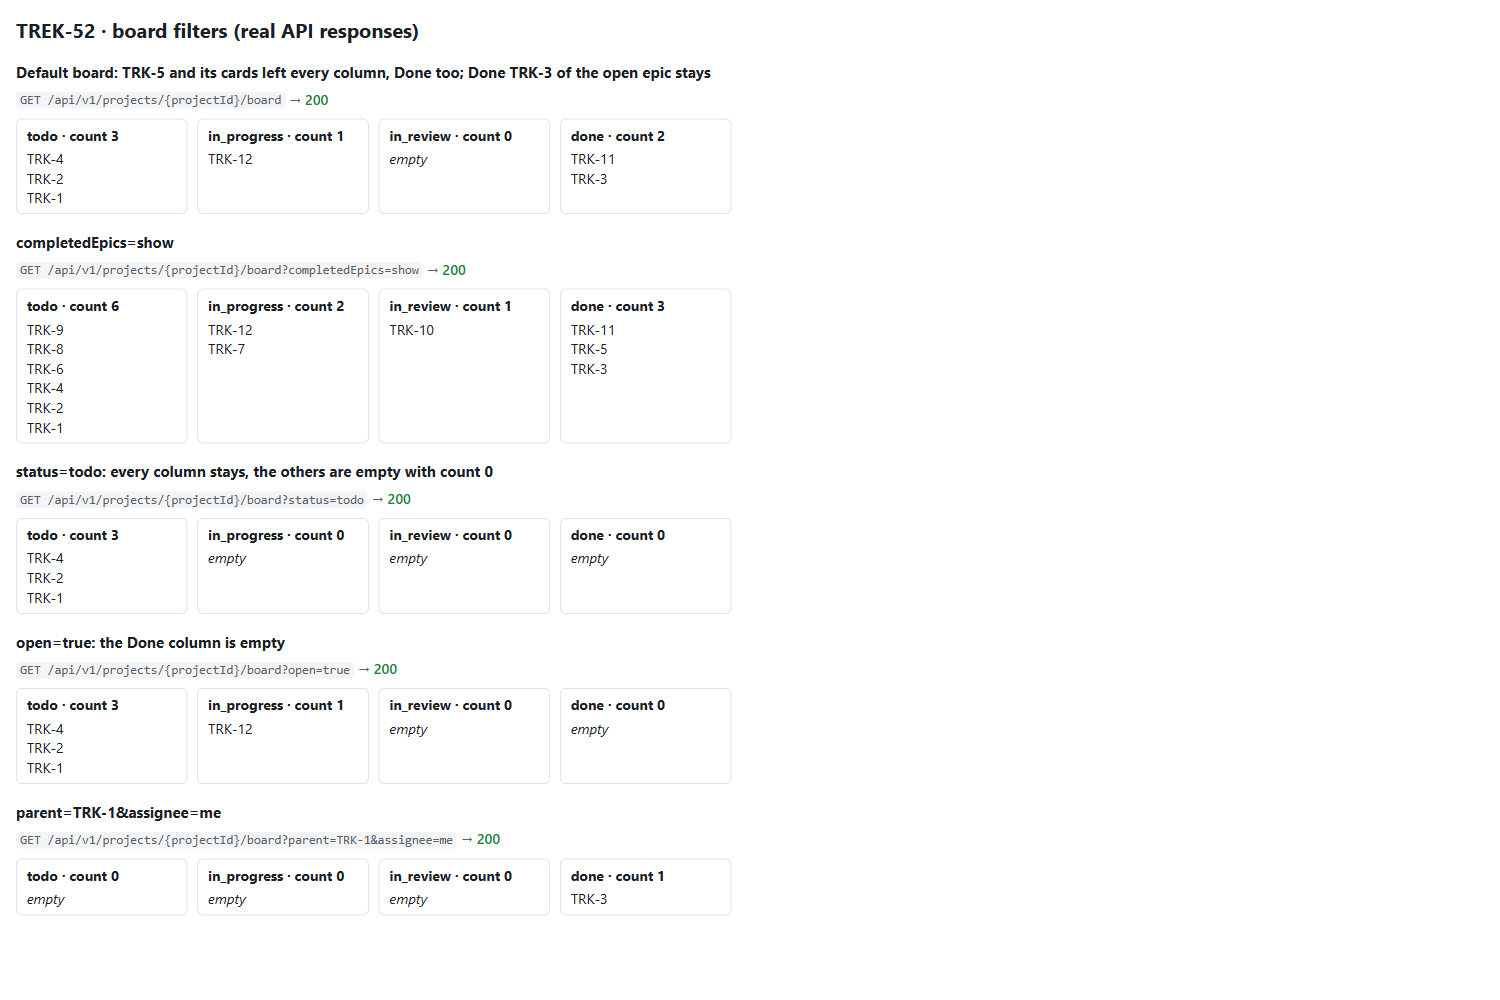 TREK-52 · board filters (real API responses)
Default board: TRK-5 and its cards left every column, Done too; Done TRK-3 of the open epic stays
GET /api/v1/projects/{projectId}/board → 200
todo · count 3
TRK-4
TRK-2
TRK-1
in_progress · count 1
TRK-12
in_review · count 0
empty
done · count 2
TRK-11
TRK-3
completedEpics=show
GET /api/v1/projects/{projectId}/board?completedEpics=show → 200
todo · count 6
TRK-9
TRK-8
TRK-6
TRK-4
TRK-2
TRK-1
in_progress · count 2
TRK-12
TRK-7
in_review · count 1
TRK-10
done · count 3
TRK-11
TRK-5
TRK-3
status=todo: every column stays, the others are empty with count 0
GET /api/v1/projects/{projectId}/board?status=todo → 200
todo · count 3
TRK-4
TRK-2
TRK-1
in_progress · count 0
empty
in_review · count 0
empty
done · count 0
empty
open=true: the Done column is empty
GET /api/v1/projects/{projectId}/board?open=true → 200
todo · count 3
TRK-4
TRK-2
TRK-1
in_progress · count 1
TRK-12
in_review · count 0
empty
done · count 0
empty
parent=TRK-1&assignee=me
GET /api/v1/projects/{projectId}/board?parent=TRK-1&assignee=me → 200
todo · count 0
empty
in_progress · count 0
empty
in_review · count 0
empty
done · count 1
TRK-3